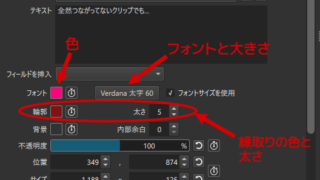 テキスト 全然つながってないクリップでも...
色
フォントと大きさ
フィールドを挿入
フォント Verdana 太字 60 フォントサイズを使用
輪郭 太さ 5
背景 内部余白 0
縁取りの色と太さ
不透明度 100 %
位置 349 , 874
サイズ 1,188